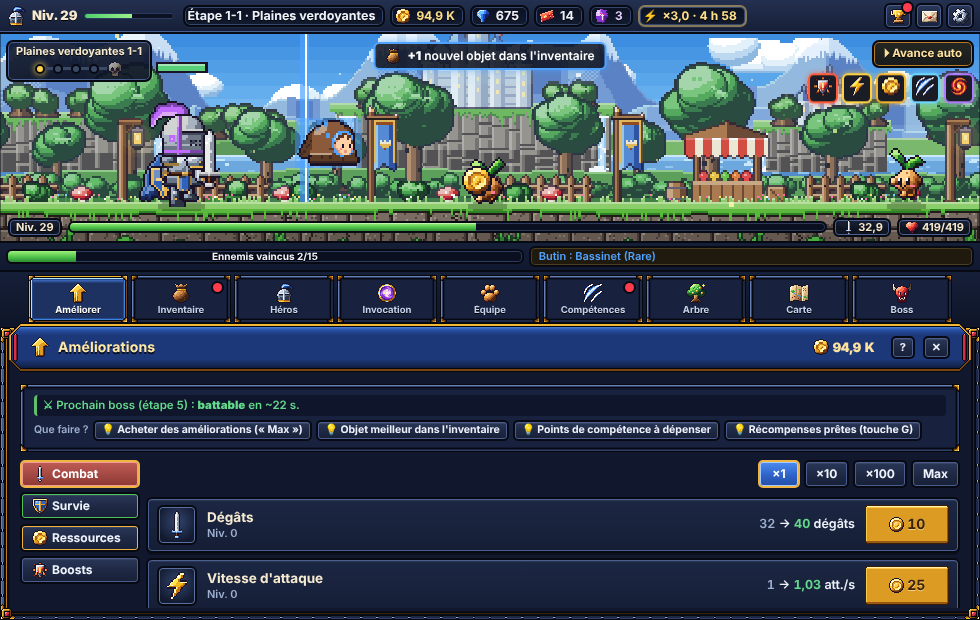 Niv. 29
Étape 1-1 · Plaines verdoyantes
94,9 K
675
14
3
×3,0 · 4 h 58
Plaines verdoyantes 1-1
+1 nouvel objet dans l'inventaire
Avance auto
Niv. 29
32,9
419/419
Ennemis vaincus 2/15
Butin : Bassinet (Rare)
Améliorer
Inventaire
Héros
Invocation
Equipe
Compétences
Arbre
Carte
Boss
Améliorations
94,9 K
?
×
Prochain boss (étape 5) : battable en ~22 s.
Que faire ?
Acheter des améliorations (« Max »)
Objet meilleur dans l'inventaire
Points de compétence à dépenser
Récompenses prêtes (touche G)
Combat
Survie
Ressources
Boosts
×1
×10
×100
Max
Dégâts
Niv. 0
32 → 40 dégâts
10
Vitesse d'attaque
Niv. 0
1 → 1,03 att./s
25